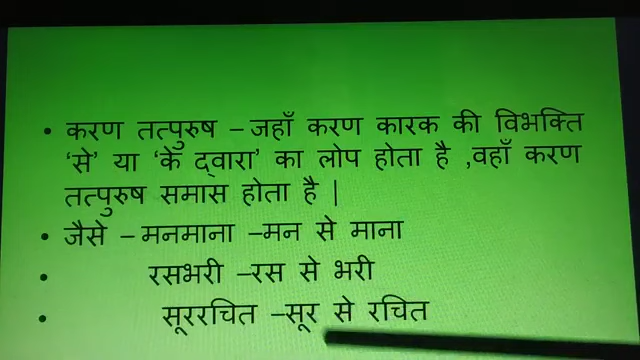 • करण तत्पुरुष – जहाँ करण कारक की विभक्ति
‘से’ या ‘के द्वारा’ का लोप होता है ,वहाँ करण
तत्पुरुष समास होता है |
• जैसे – मनमाना –मन से माना
• रसभरी –रस से भरी
• सूररचित –सूर से रचित